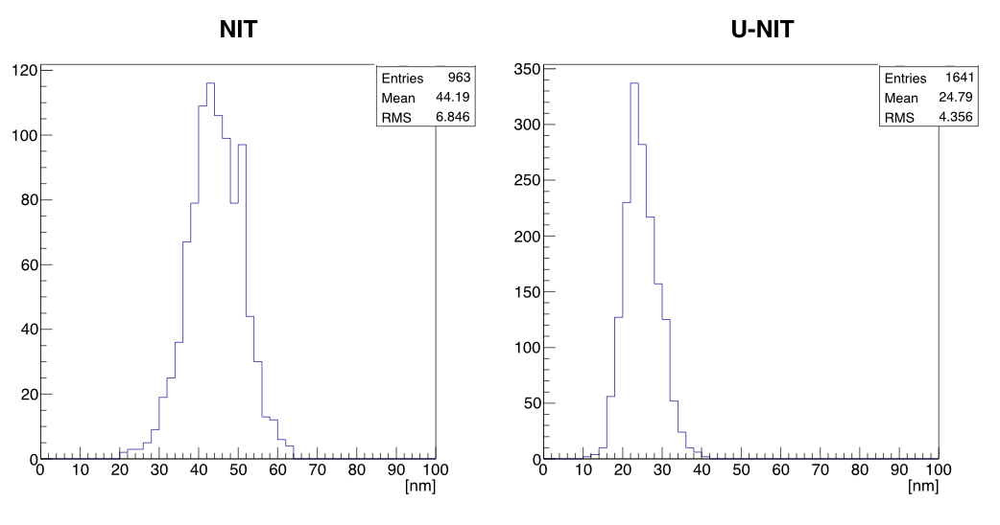 NIT
Entries 963
Mean 44.19
RMS 6.846
120
100
80
60
40
20
0
0 10 20 30 40 50 60 70 80 90 100
[nm]
U-NIT
Entries 1641
Mean 24.79
RMS 4.356
350
300
250
200
150
100
50
0
0 10 20 30 40 50 60 70 80 90 100
[nm]